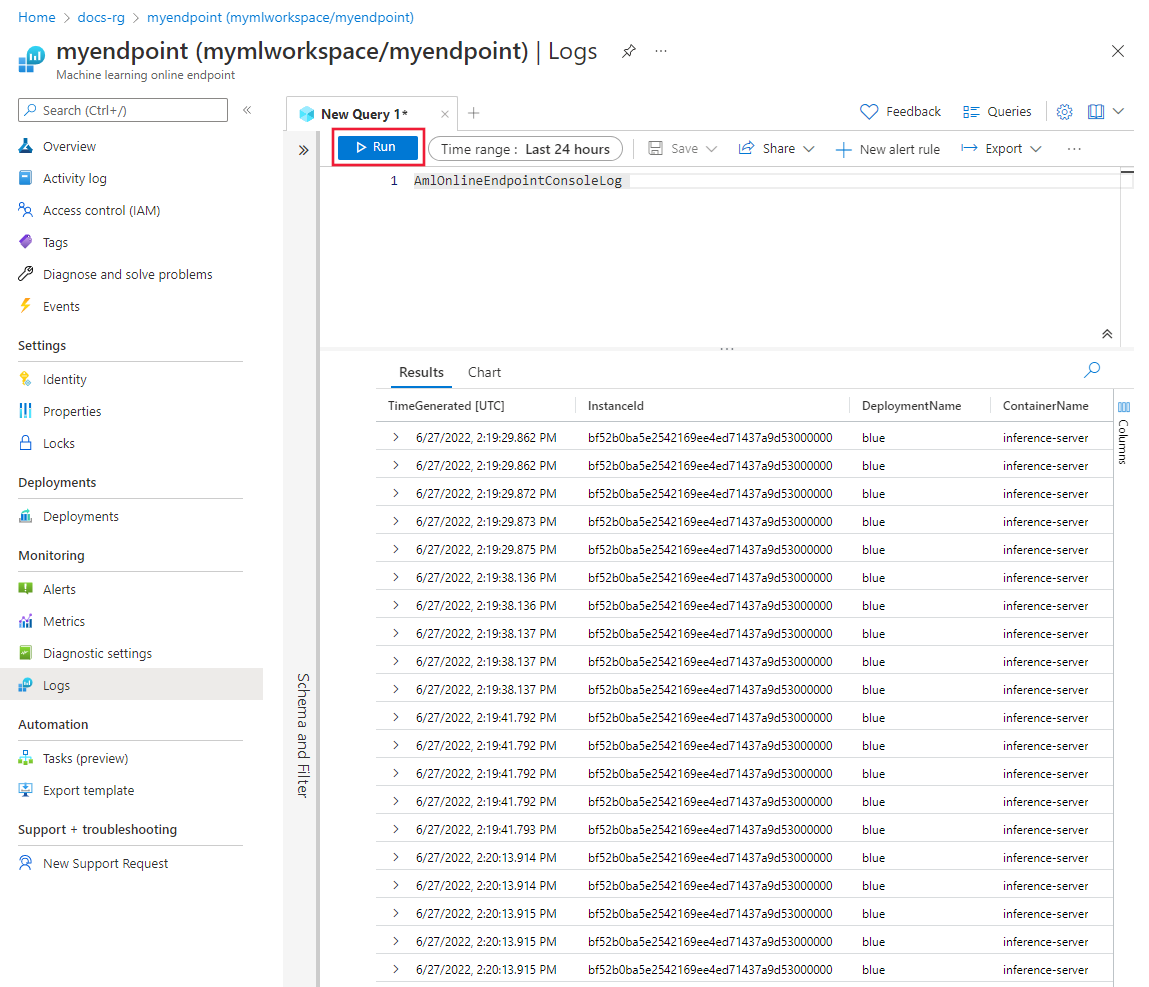 Home > docs-rg > myendpoint (mymlworkspace/myendpoint)
myendpoint (mymlworkspace/myendpoint) | Logs ...
Machine learning online endpoint
Search (Ctrl+/)
Overview
Activity log
Access control (IAM)
Tags
Diagnose and solve problems
Events
Settings
Identity
Properties
Locks
Deployments
Deployments
Monitoring
Alerts
Metrics
Diagnostic settings
Logs
Automation
Tasks (preview)
Export template
Support + troubleshooting
New Support Request
New Query 1*
Feedback Queries
Run Time range : Last 24 hours Save Share New alert rule Export ...
1 AmlOnlineEndpointConsoleLog
Schema and Filter
Results Chart
TimeGenerated [UTC] InstanceId DeploymentName ContainerName
6/27/2022, 2:19:29.862 PM bf52b0ba5e2542169ee4ed71437a9d53000000 blue inference-server
6/27/2022, 2:19:29.862 PM bf52b0ba5e2542169ee4ed71437a9d53000000 blue inference-server
6/27/2022, 2:19:29.872 PM bf52b0ba5e2542169ee4ed71437a9d53000000 blue inference-server
6/27/2022, 2:19:29.873 PM bf52b0ba5e2542169ee4ed71437a9d53000000 blue inference-server
6/27/2022, 2:19:29.875 PM bf52b0ba5e2542169ee4ed71437a9d53000000 blue inference-server
6/27/2022, 2:19:38.136 PM bf52b0ba5e2542169ee4ed71437a9d53000000 blue inference-server
6/27/2022, 2:19:38.136 PM bf52b0ba5e2542169ee4ed71437a9d53000000 blue inference-server
6/27/2022, 2:19:38.137 PM bf52b0ba5e2542169ee4ed71437a9d53000000 blue inference-server
6/27/2022, 2:19:38.137 PM bf52b0ba5e2542169ee4ed71437a9d53000000 blue inference-server
6/27/2022, 2:19:38.137 PM bf52b0ba5e2542169ee4ed71437a9d53000000 blue inference-server
6/27/2022, 2:19:41.792 PM bf52b0ba5e2542169ee4ed71437a9d53000000 blue inference-server
6/27/2022, 2:19:41.792 PM bf52b0ba5e2542169ee4ed71437a9d53000000 blue inference-server
6/27/2022, 2:19:41.792 PM bf52b0ba5e2542169ee4ed71437a9d53000000 blue inference-server
6/27/2022, 2:19:41.792 PM bf52b0ba5e2542169ee4ed71437a9d53000000 blue inference-server
6/27/2022, 2:19:41.793 PM bf52b0ba5e2542169ee4ed71437a9d53000000 blue inference-server
6/27/2022, 2:20:13.914 PM bf52b0ba5e2542169ee4ed71437a9d53000000 blue inference-server
6/27/2022, 2:20:13.914 PM bf52b0ba5e2542169ee4ed71437a9d53000000 blue inference-server
6/27/2022, 2:20:13.915 PM bf52b0ba5e2542169ee4ed71437a9d53000000 blue inference-server
6/27/2022, 2:20:13.915 PM bf52b0ba5e2542169ee4ed71437a9d53000000 blue inference-server
6/27/2022, 2:20:13.915 PM bf52b0ba5e2542169ee4ed71437a9d53000000 blue inference-server
Columns